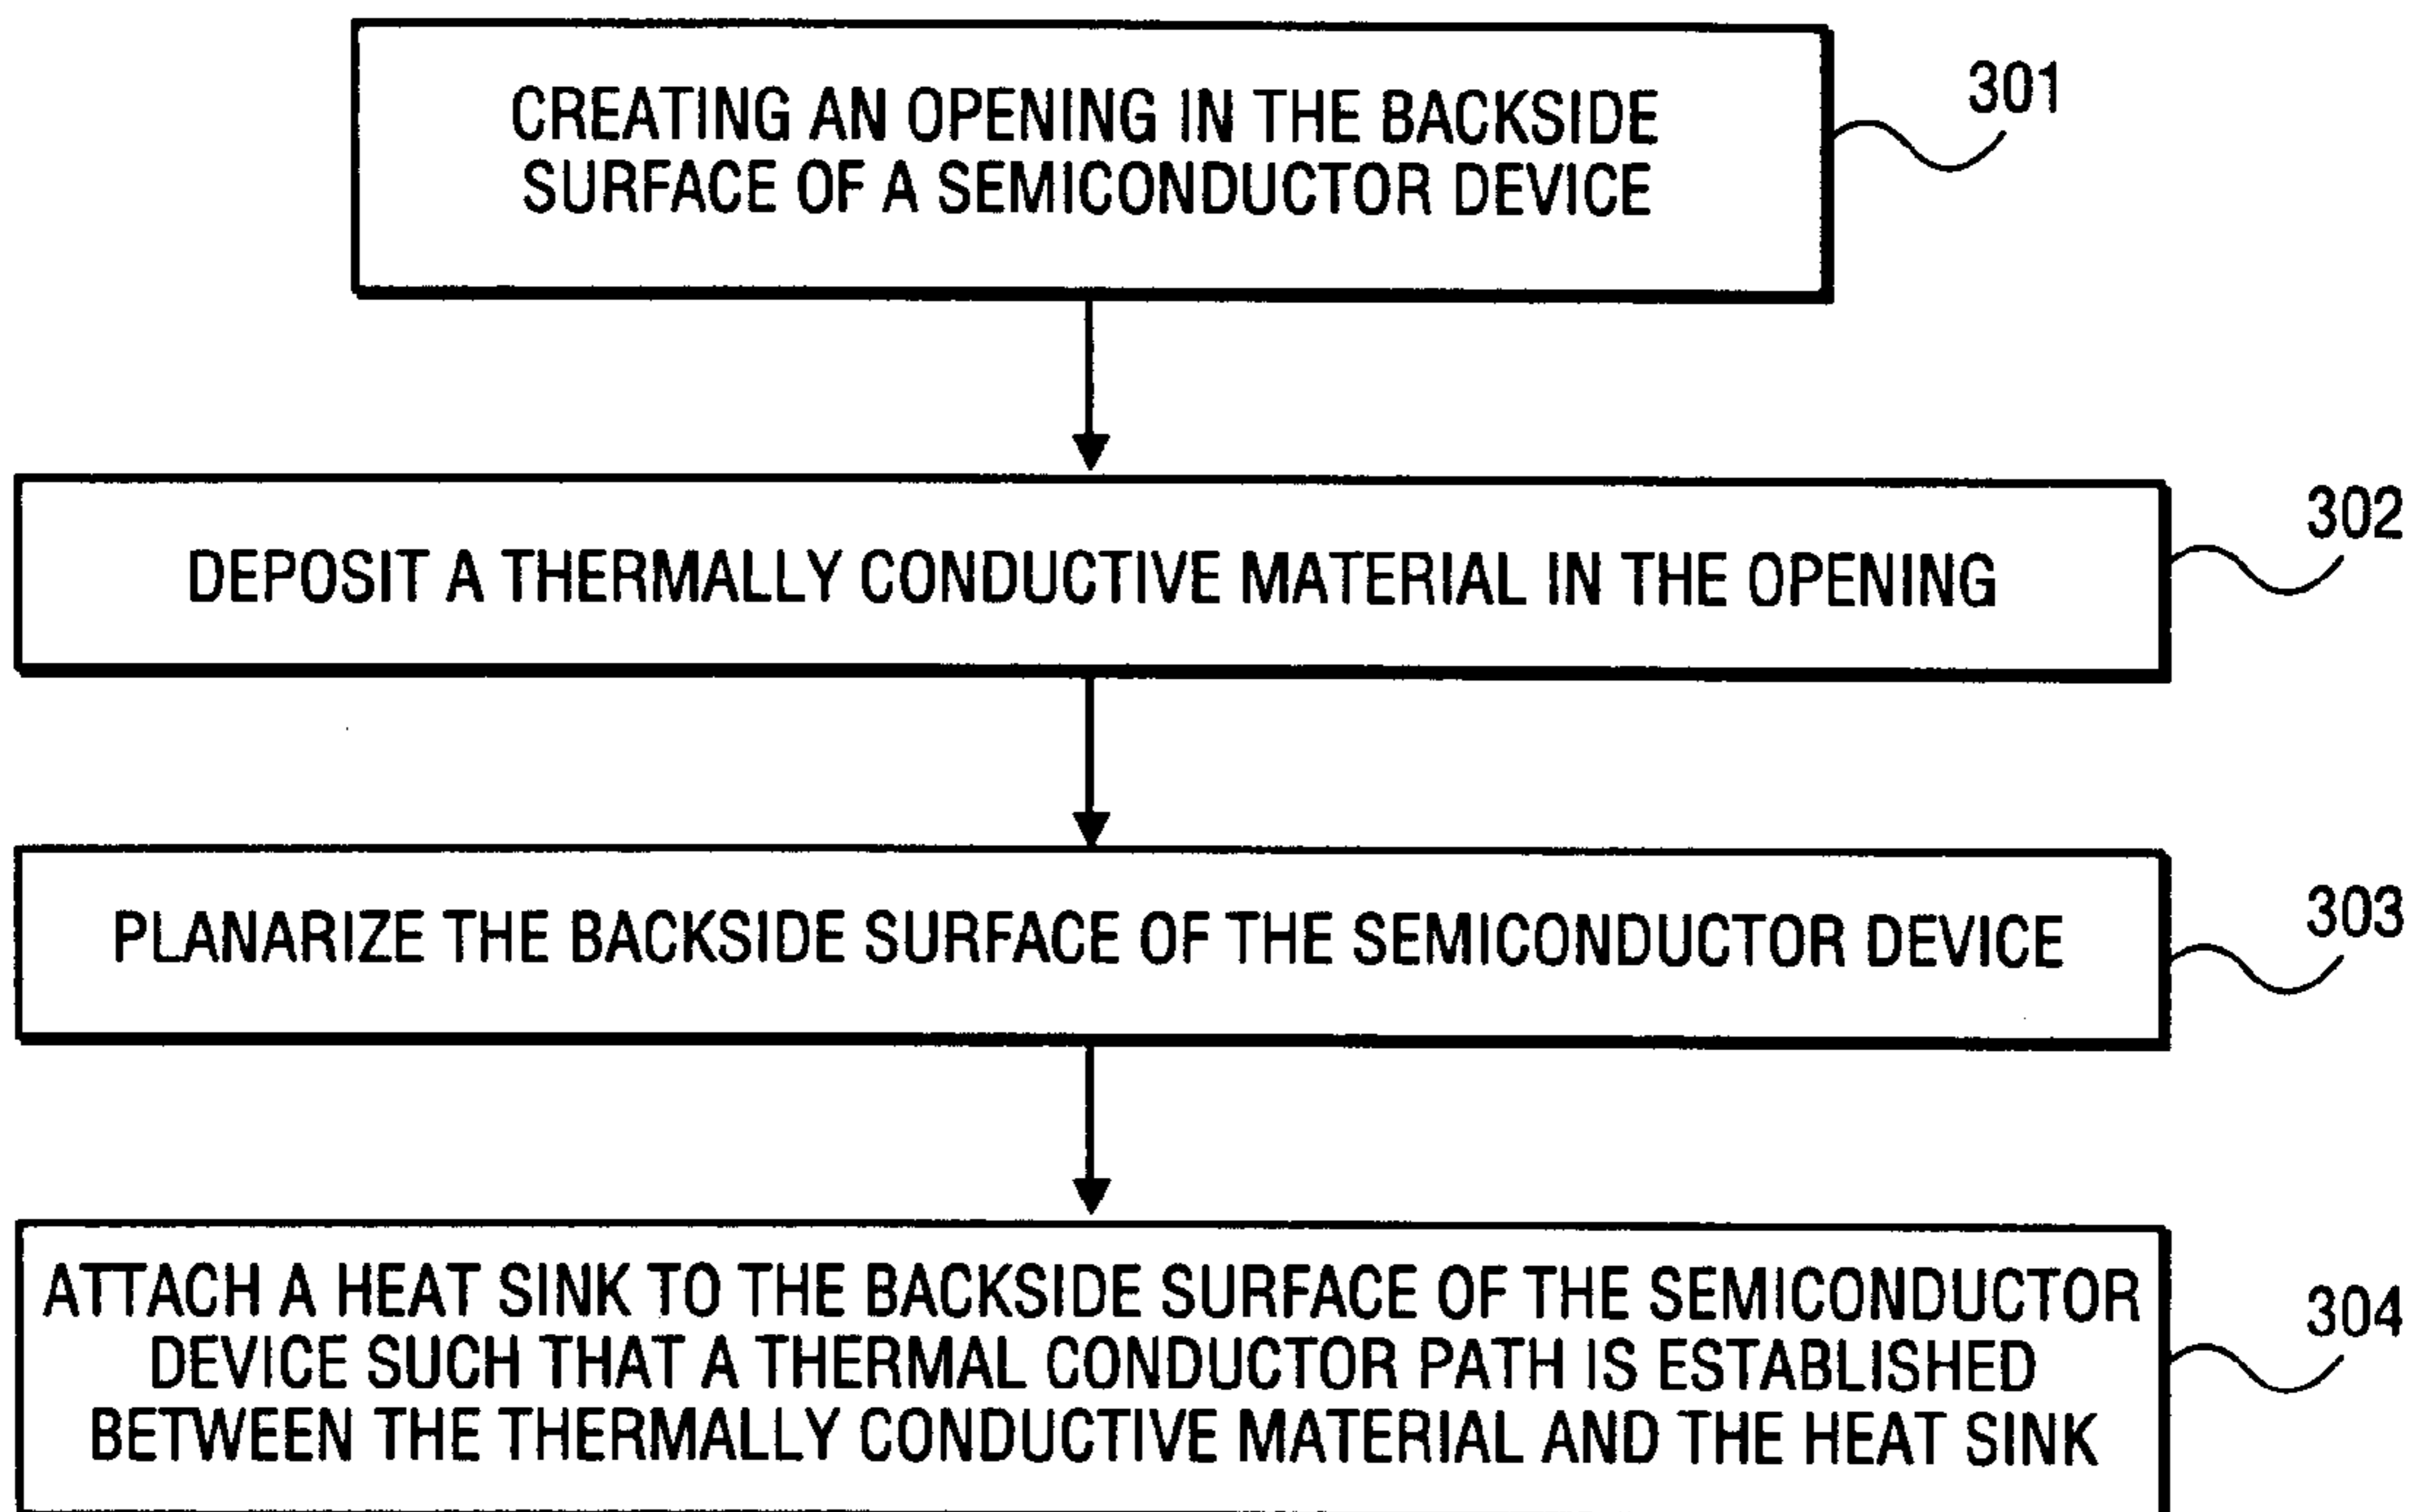 CREATING AN OPENING IN THE BACKSIDE
SURFACE OF A SEMICONDUCTOR DEVICE
301
DEPOSIT A THERMALLY CONDUCTIVE MATERIAL IN THE OPENING
302
PLANARIZE THE BACKSIDE SURFACE OF THE SEMICONDUCTOR DEVICE
303
ATTACH A HEAT SINK TO THE BACKSIDE SURFACE OF THE SEMICONDUCTOR
DEVICE SUCH THAT A THERMAL CONDUCTOR PATH IS ESTABLISHED
BETWEEN THE THERMALLY CONDUCTIVE MATERIAL AND THE HEAT SINK
304